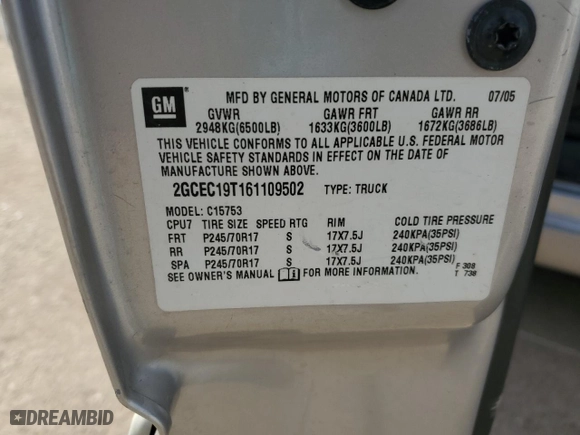 GM
MFD BY GENERAL MOTORS OF CANADA LTD. 07/05
GVWR GAWR FRT GAWR RR
2948KG(6500LB) 1633KG(3600LB) 1672KG(3686LB)
THIS VEHICLE CONFORMS TO ALL APPLICABLE U.S. FEDERAL MOTOR
VEHICLE SAFETY STANDARDS IN EFFECT ON THE DATE OF
MANUFACTURE SHOWN ABOVE.
2GCEC19T161109502 TYPE: TRUCK
MODEL: C15753
CPU7 TIRE SIZE SPEED RTG RIM COLD TIRE PRESSURE
FRT P245/70R17 S 17X7.5J 240KPA(35PSI)
RR P245/70R17 S 17X7.5J 240KPA(35PSI)
SPA P245/70R17 S 17X7.5J 240KPA(35PSI)
SEE OWNER'S MANUAL FOR MORE INFORMATION. F 308
T 738
DREAMBID